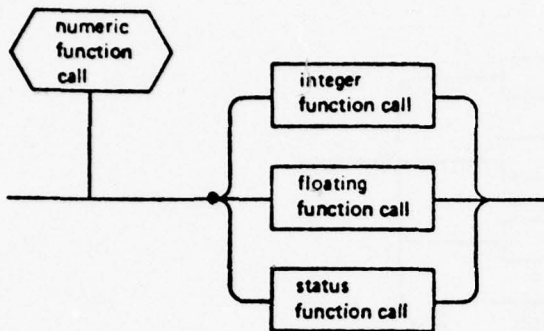 numeric
function
call
integer
function call
floating
function call
status
function call